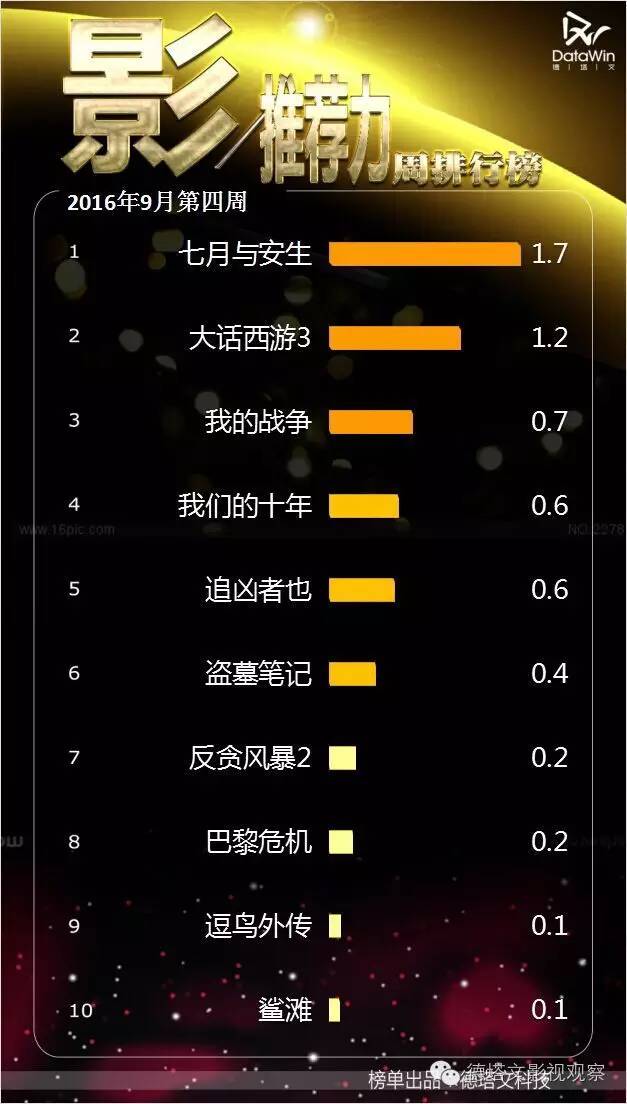 DataWin
德 | 塔 | 文
影/推荐力周排行榜
2016年9月第四周
1 七月与安生 1.7
2 大话西游3 1.2
3 我的战争 0.7
4 我们的十年 0.6
www.16pic.com
5 追凶者也 0.6
6 盗墓笔记 0.4
7 反贪风暴2 0.2
8 巴黎危机 0.2
9 逗鸟外传 0.1
10 鲨滩 0.1
德塔文影视观察
榜单出品 德塔文科技